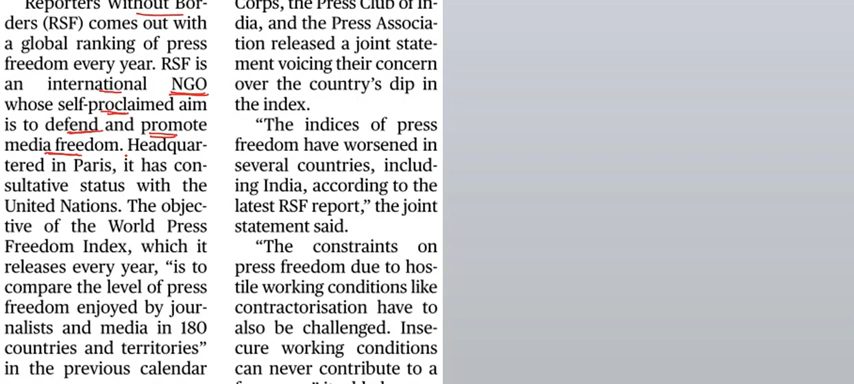 Reporters Without Bor-
ders (RSF) comes out with
a global ranking of press
freedom every year. RSF is
an international NGO
whose self-proclaimed aim
is to defend and promote
media freedom. Headquar-
tered in Paris, it has con-
sultative status with the
United Nations. The objec-
tive of the World Press
Freedom Index, which it
releases every year, “is to
compare the level of press
freedom enjoyed by jour-
nalists and media in 180
countries and territories”
in the previous calendar
Corps, the Press Club of In-
dia, and the Press Associa-
tion released a joint state-
ment voicing their concern
over the country’s dip in
the index.
“The indices of press
freedom have worsened in
several countries, includ-
ing India, according to the
latest RSF report,” the joint
statement said.
“The constraints on
press freedom due to hos-
tile working conditions like
contractorisation have to
also be challenged. Inse-
cure working conditions
can never contribute to a